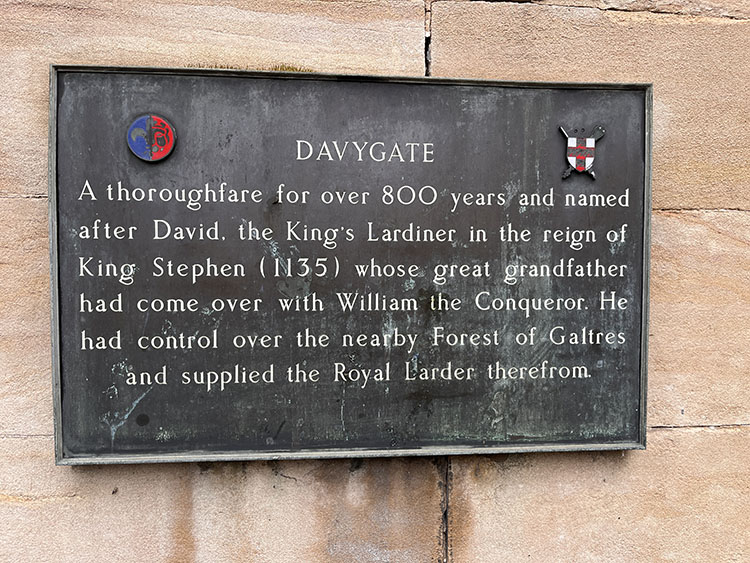 DAVYGATE
A thoroughfare for over 800 years and named
after David, the King's Lardiner in the reign of
King Stephen (1135) whose great grandfather
had come over with William the Conqueror. He
had control over the nearby Forest of Galtres
and supplied the Royal Larder therefrom.